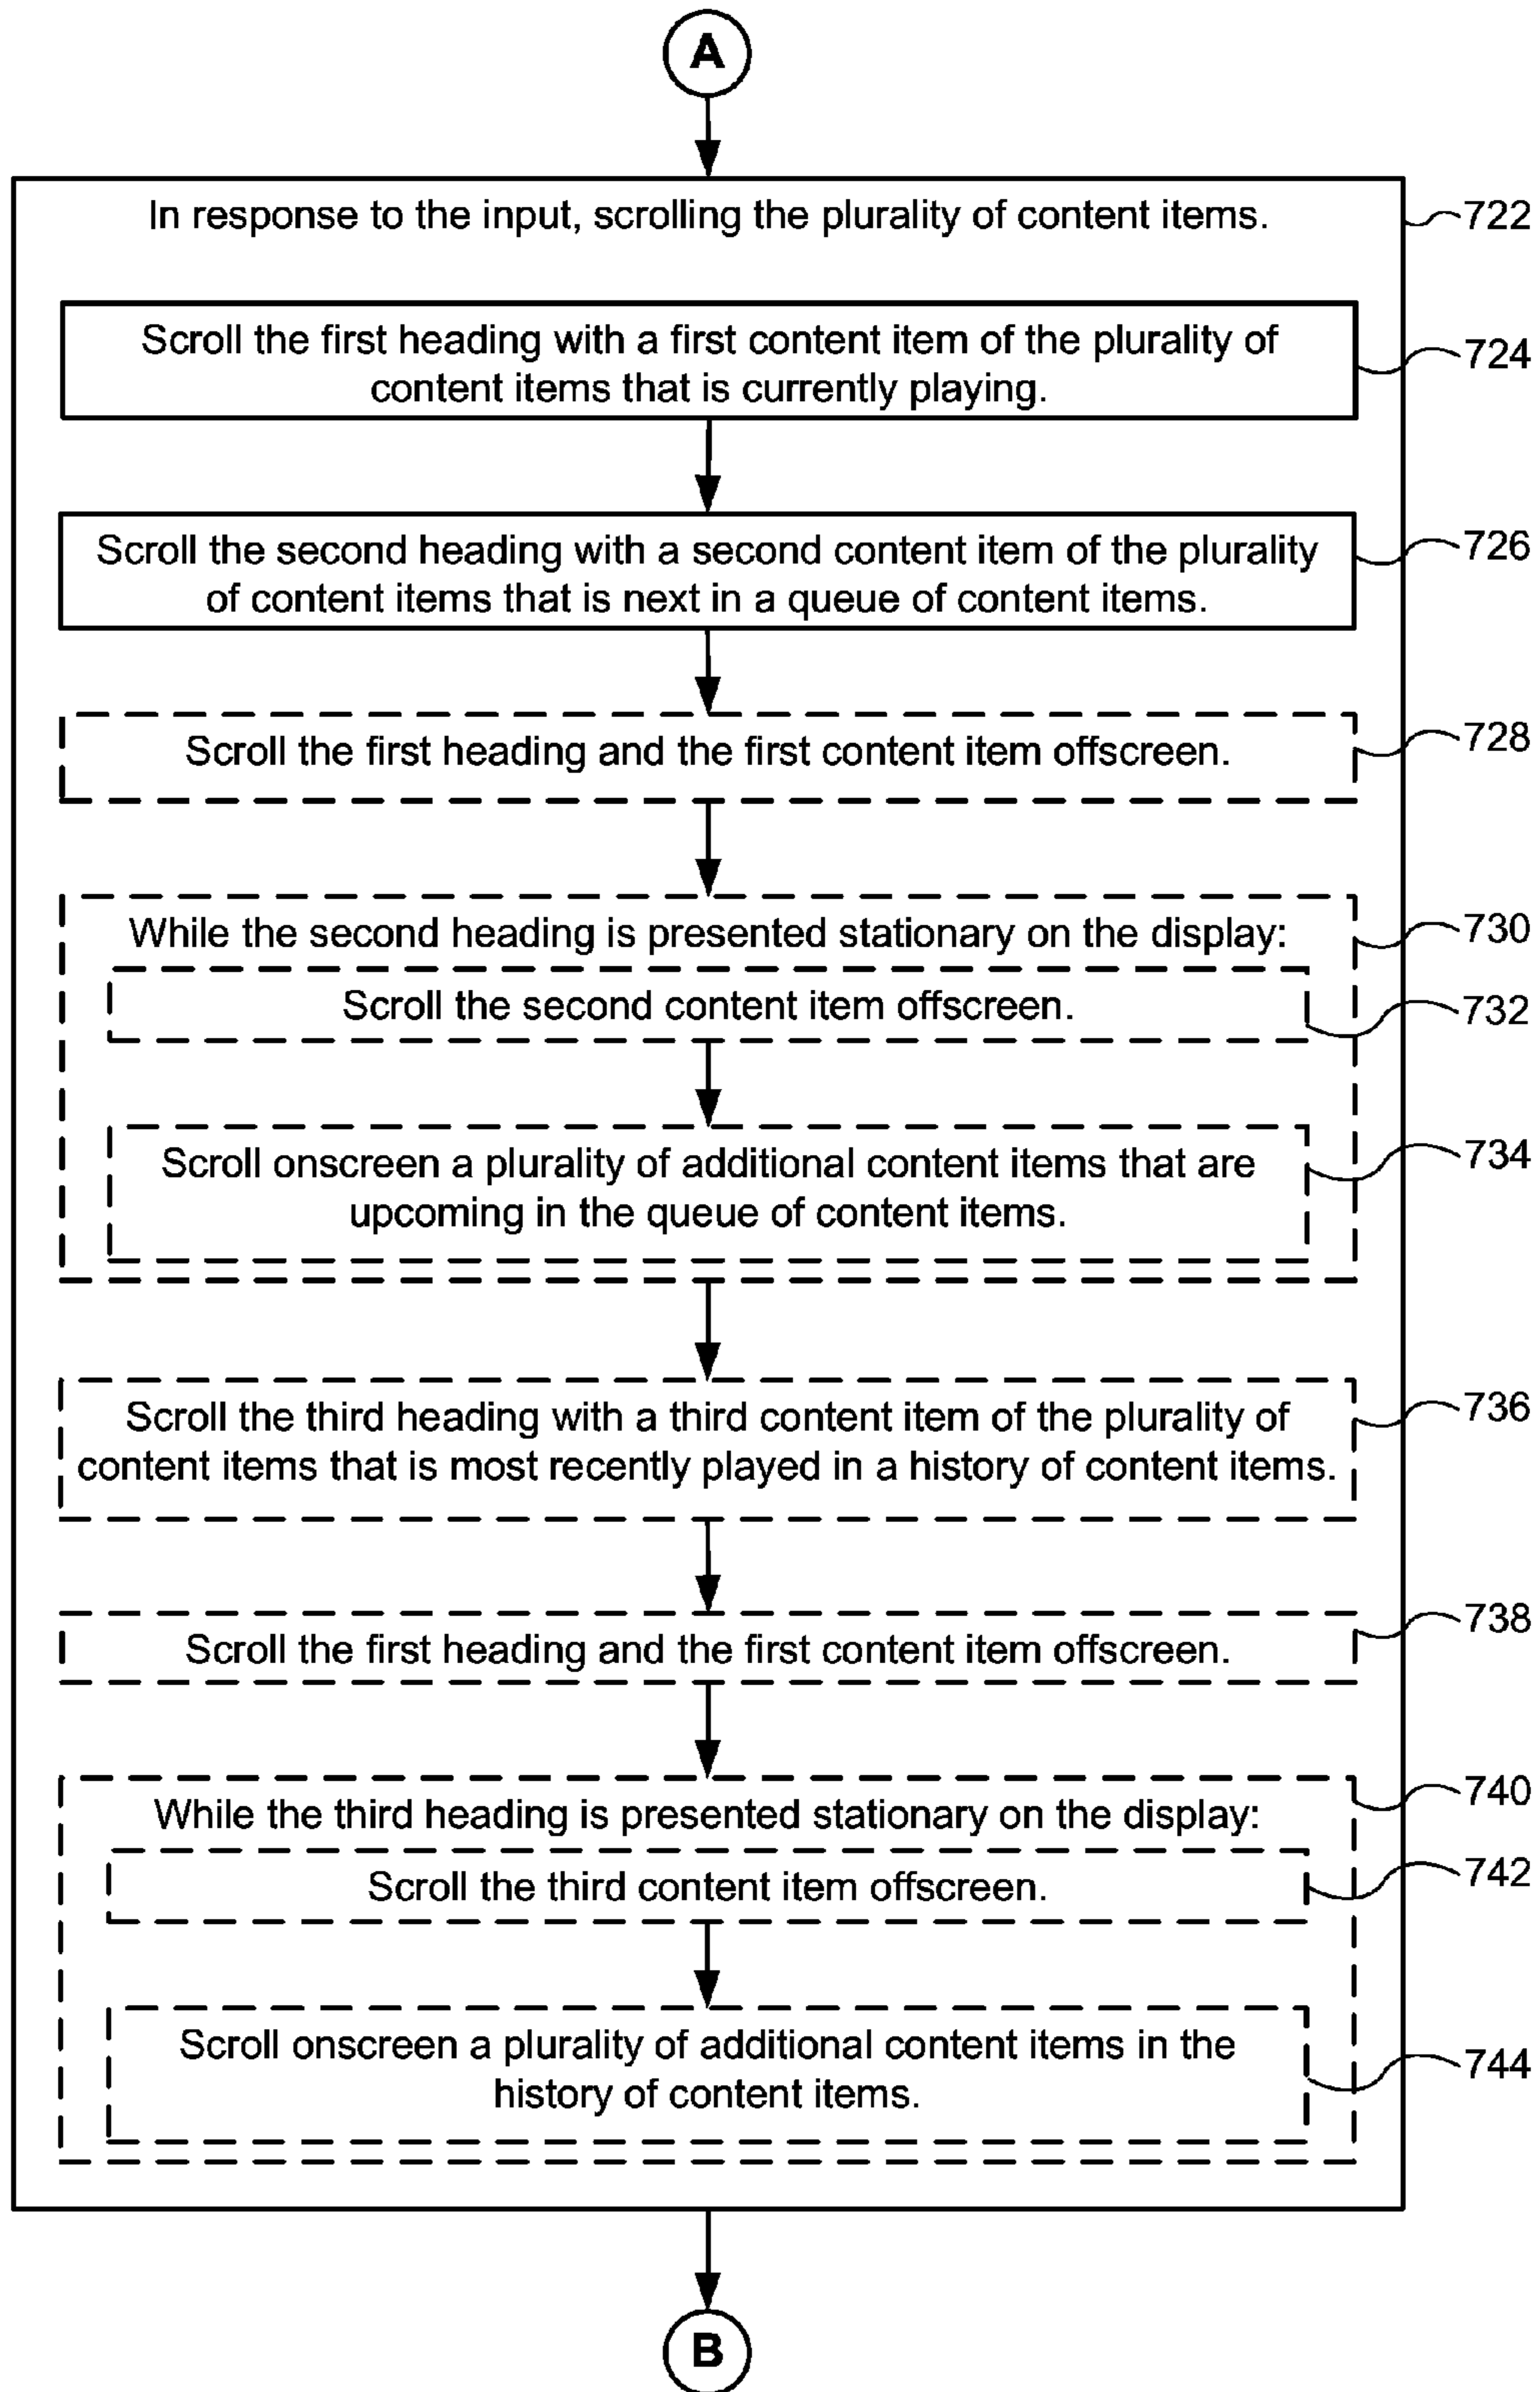 A
In response to the input, scrolling the plurality of content items.
722
Scroll the first heading with a first content item of the plurality of
content items that is currently playing.
724
Scroll the second heading with a second content item of the plurality
of content items that is next in a queue of content items.
726
Scroll the first heading and the first content item offscreen.
728
While the second heading is presented stationary on the display:
730
Scroll the second content item offscreen.
732
Scroll onscreen a plurality of additional content items that are
upcoming in the queue of content items.
734
Scroll the third heading with a third content item of the plurality of
content items that is most recently played in a history of content items.
736
Scroll the first heading and the first content item offscreen.
738
While the third heading is presented stationary on the display:
740
Scroll the third content item offscreen.
742
Scroll onscreen a plurality of additional content items in the
history of content items.
744
B